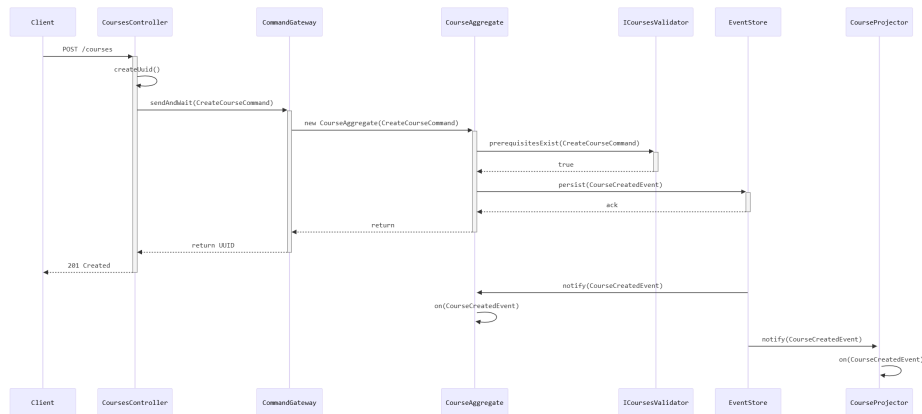 Client
CoursesController
CommandGateway
CourseAggregate
ICoursesValidator
EventStore
CourseProjector
POST /courses
createUuid()
sendAndWait(CreateCourseCommand)
new CourseAggregate(CreateCourseCommand)
prerequisitesExist(CreateCourseCommand)
true
persist(CourseCreatedEvent)
ack
return
return UUID
201 Created
notify(CourseCreatedEvent)
on(CourseCreatedEvent)
notify(CourseCreatedEvent)
on(CourseCreatedEvent)
Client
CoursesController
CommandGateway
CourseAggregate
ICoursesValidator
EventStore
CourseProjector